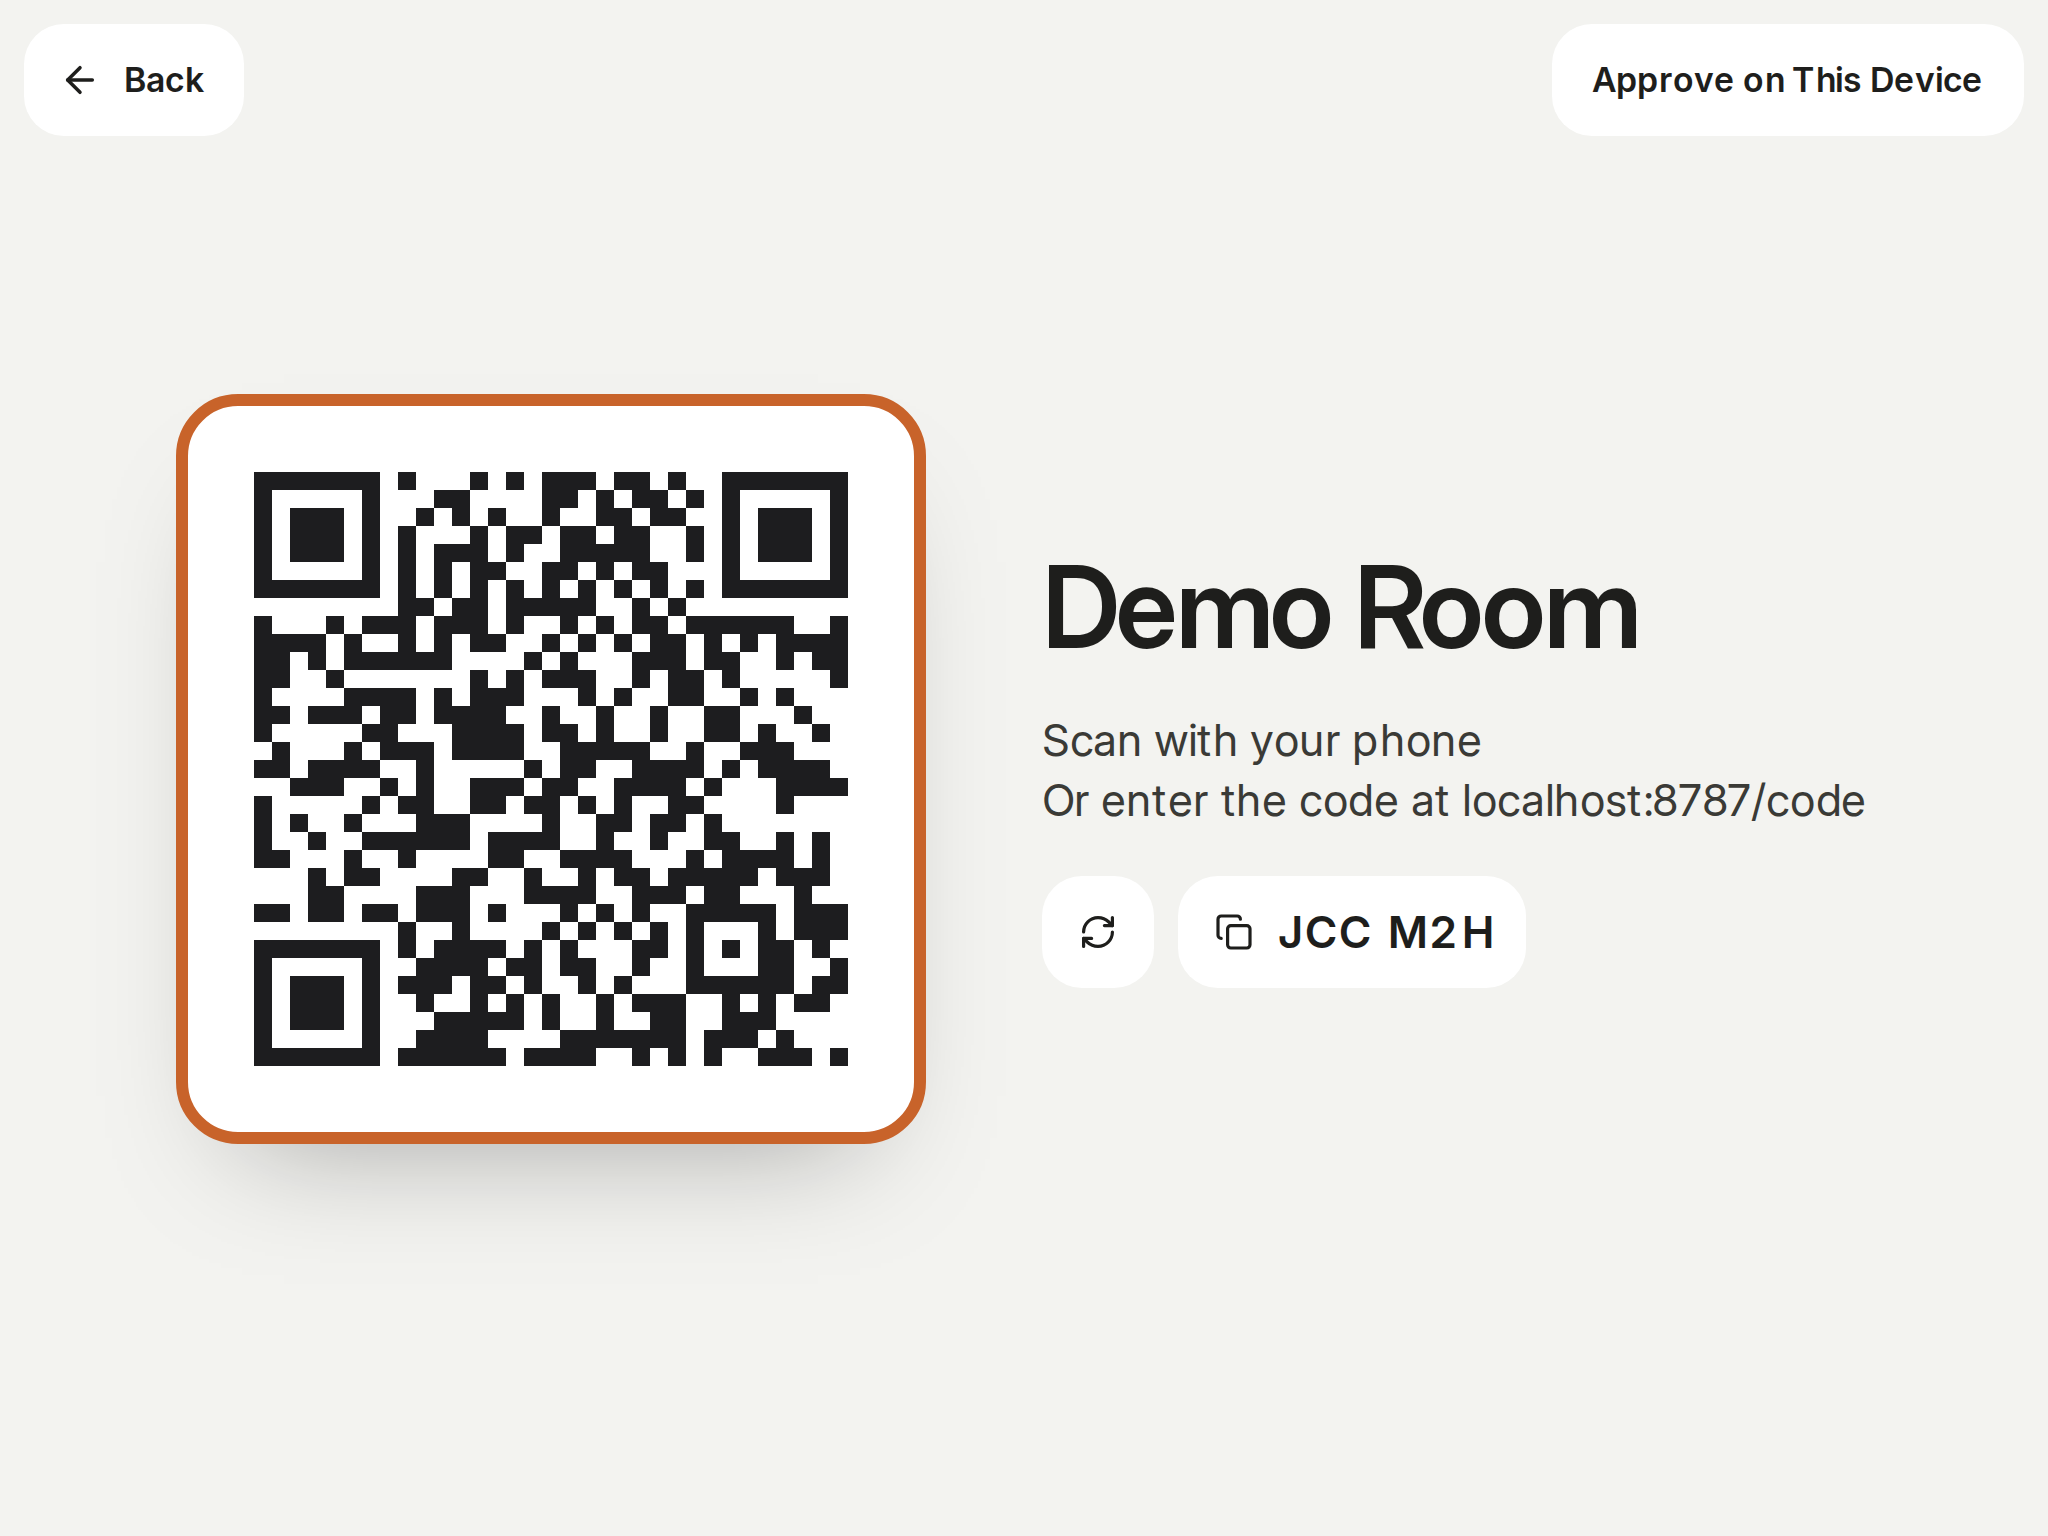 Back
Approve on This Device
Demo Room
Scan with your phone
Or enter the code at localhost:8787/code
JCC M2H